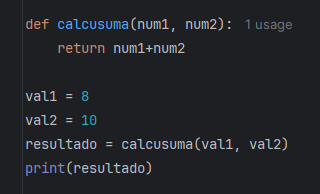 def calcusuma(num1, num2): 1 usage
    return num1+num2
val1 = 8
val2 = 10
resultado = calcusuma(val1, val2)
print(resultado)